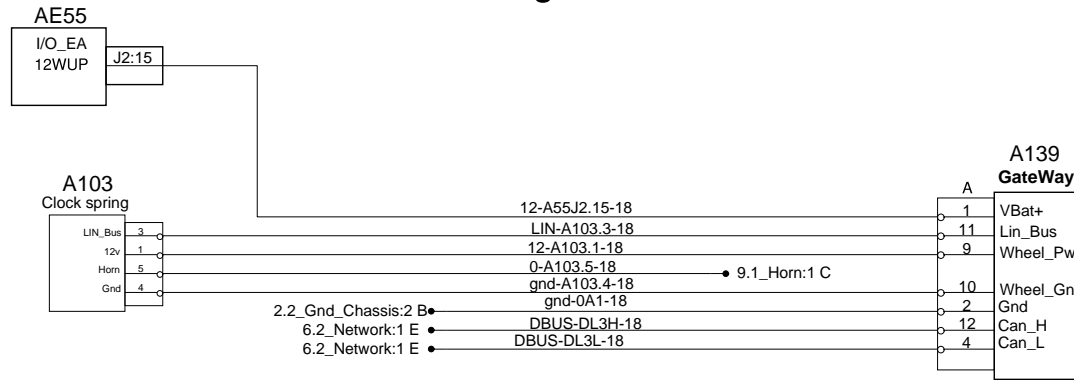 g
AE55
I/O_EA
12WUP
J2:15
A103
Clock spring
LIN_Bus 3
12v 1
Horn 5
Gnd 4
12-A55J2.15-18
LIN-A103.3-18
12-A103.1-18
0-A103.5-18
9.1_Horn:1 C
gnd-A103.4-18
2.2_Gnd_Chassis:2 B
gnd-0A1-18
6.2_Network:1 E
DBUS-DL3H-18
6.2_Network:1 E
DBUS-DL3L-18
A139
GateWay
A
1 VBat+
11 Lin_Bus
9 Wheel_Pw
10 Wheel_Gn
2 Gnd
12 Can_H
4 Can_L